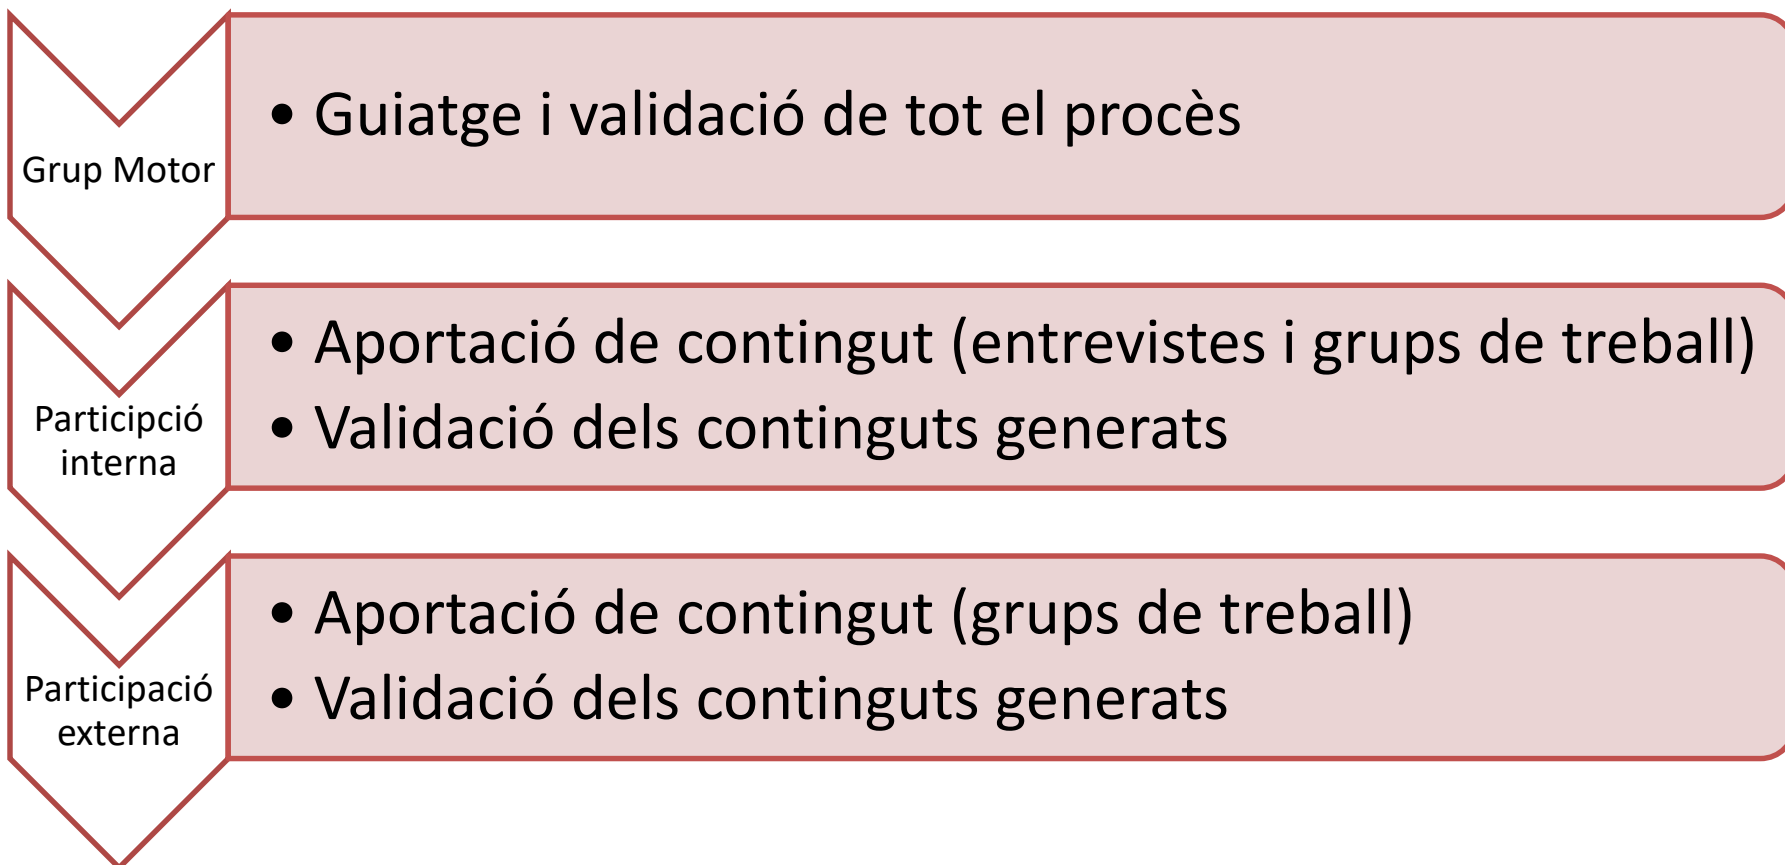 Grup Motor
• Guiatge i validació de tot el procès
Participció
interna
• Aportació de contingut (entrevistes i grups de treball)
• Validació dels continguts generats
Participació
externa
• Aportació de contingut (grups de treball)
• Validació dels continguts generats